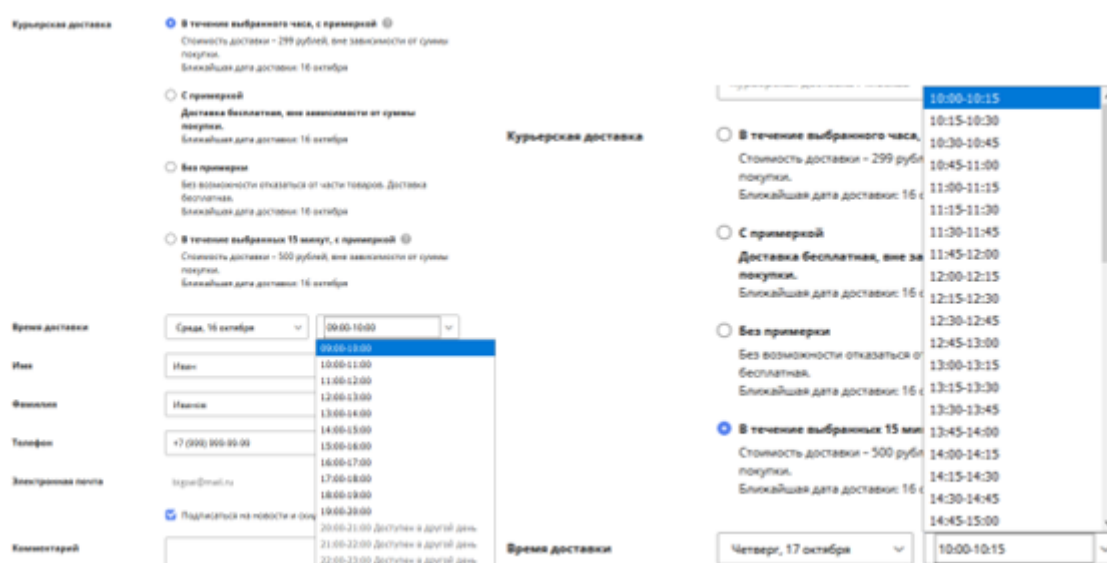 Курьерская доставка
В течение выбранного часа, с примеркой
Стоимость доставки – 299 рублей, вне зависимости от суммы
покупки.
Ближайшая дата доставки: 16 октября
С примеркой
Доставка бесплатная, вне зависимости от суммы
покупки.
Ближайшая дата доставки: 16 октября
Без примерки
Без возможности отказаться от части товаров. Доставка
бесплатная.
Ближайшая дата доставки: 16 октября
В течение выбранных 15 минут, с примеркой
Стоимость доставки – 500 рублей, вне зависимости от суммы
покупки.
Ближайшая дата доставки: 16 октября
Время доставки
Среда, 16 октября
09:00-10:00
09:00-10:00
10:00-11:00
11:00-12:00
12:00-13:00
13:00-14:00
14:00-15:00
15:00-16:00
16:00-17:00
17:00-18:00
18:00-19:00
19:00-20:00
20:00-21:00 Доступен в другой день
21:00-22:00 Доступен в другой день
22:00-23:00 Доступен в другой день
Имя
Иван
Фамилия
Иванов
Телефон
+7 (999) 999-99-99
Электронная почта
Подписаться на новости и
Комментарий
Курьерская доставка
В течение выбранного часа,
Стоимость доставки – 299 рубл
покупки.
Ближайшая дата доставки: 16
С примеркой
Доставка бесплатная, вне за
покупки.
Ближайшая дата доставки: 16
Без примерки
Без возможности отказаться о
бесплатная.
Ближайшая дата доставки: 16
В течение выбранных 15 ми
Стоимость доставки – 500 рубл
покупки.
Ближайшая дата доставки: 16
Время доставки
Четверг, 17 октября
10:00-10:15
10:00-10:15
10:15-10:30
10:30-10:45
10:45-11:00
11:00-11:15
11:15-11:30
11:30-11:45
11:45-12:00
12:00-12:15
12:15-12:30
12:30-12:45
12:45-13:00
13:00-13:15
13:15-13:30
13:30-13:45
13:45-14:00
14:00-14:15
14:15-14:30
14:30-14:45
14:45-15:00